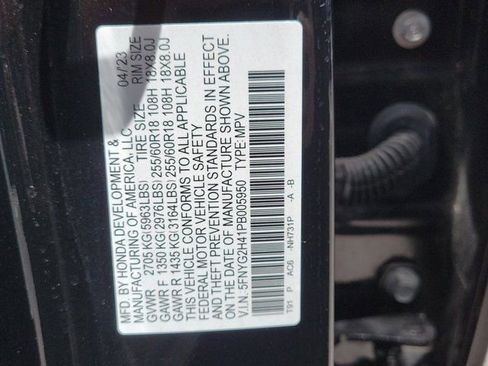 MFD. BY HONDA DEVELOPMENT & 04/23
MANUFACTURING OF AMERICA, LLC
GVWR 2705 KG(5963LBS) TIRE SIZE RIM SIZE
GAWR F 1350 KG(2976LBS) 255/60R18 108H 18X8.0J
GAWR R 1435 KG(3164LBS) 255/60R18 108H 18X8.0J
THIS VEHICLE CONFORMS TO ALL APPLICABLE
FEDERAL MOTOR VEHICLE SAFETY
AND THEFT PREVENTION STANDARDS IN EFFECT
ON THE DATE OF MANUFACTURE SHOWN ABOVE.
V.I.N. 5FNYG2H41PB005950 TYPE: MPV
T91 P AC6 NH731P -A -B